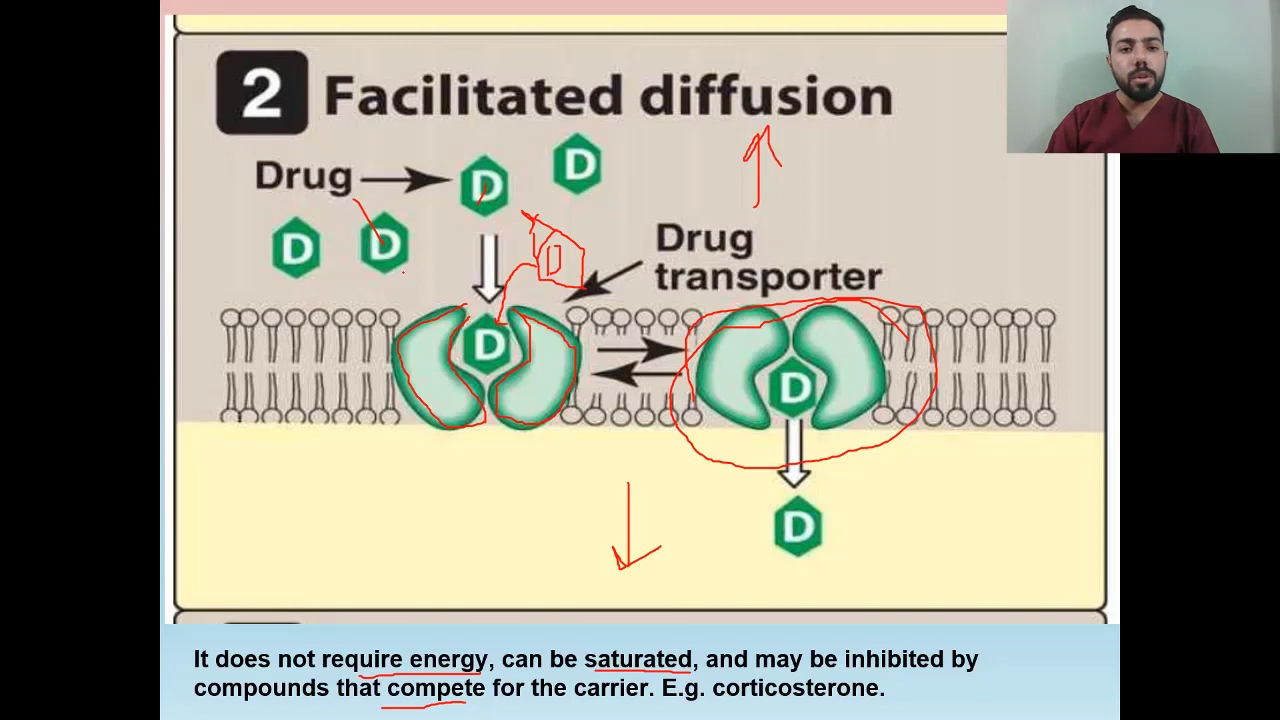 2 Facilitated diffusion
Drug
D
D
D
D
D
Drug
transporter
D
D
D
It does not require energy, can be saturated, and may be inhibited by
compounds that compete for the carrier. E.g. corticosterone.